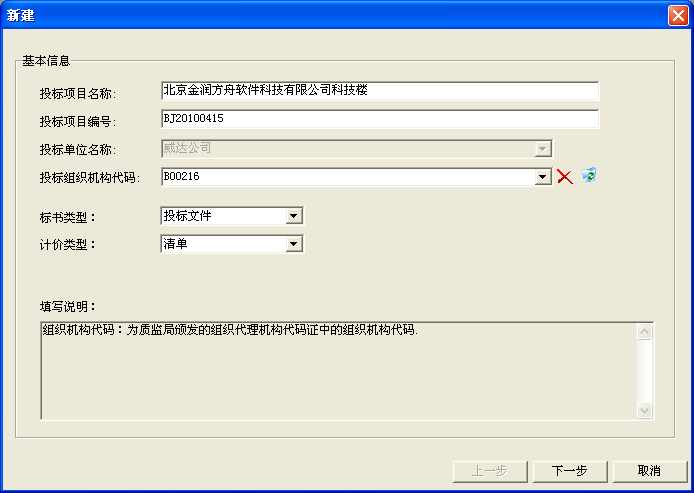 新建
基本信息
投标项目名称: 北京金润方舟软件科技有限公司科技楼
投标项目编号: BJ20100415
投标单位名称: 威达公司
投标组织机构代码: B00216
标书类型： 投标文件
计价类型： 清单
填写说明：
组织机构代码：为质监局颁发的组织代理机构代码证中的组织机构代码.
上一步 下一步 取消